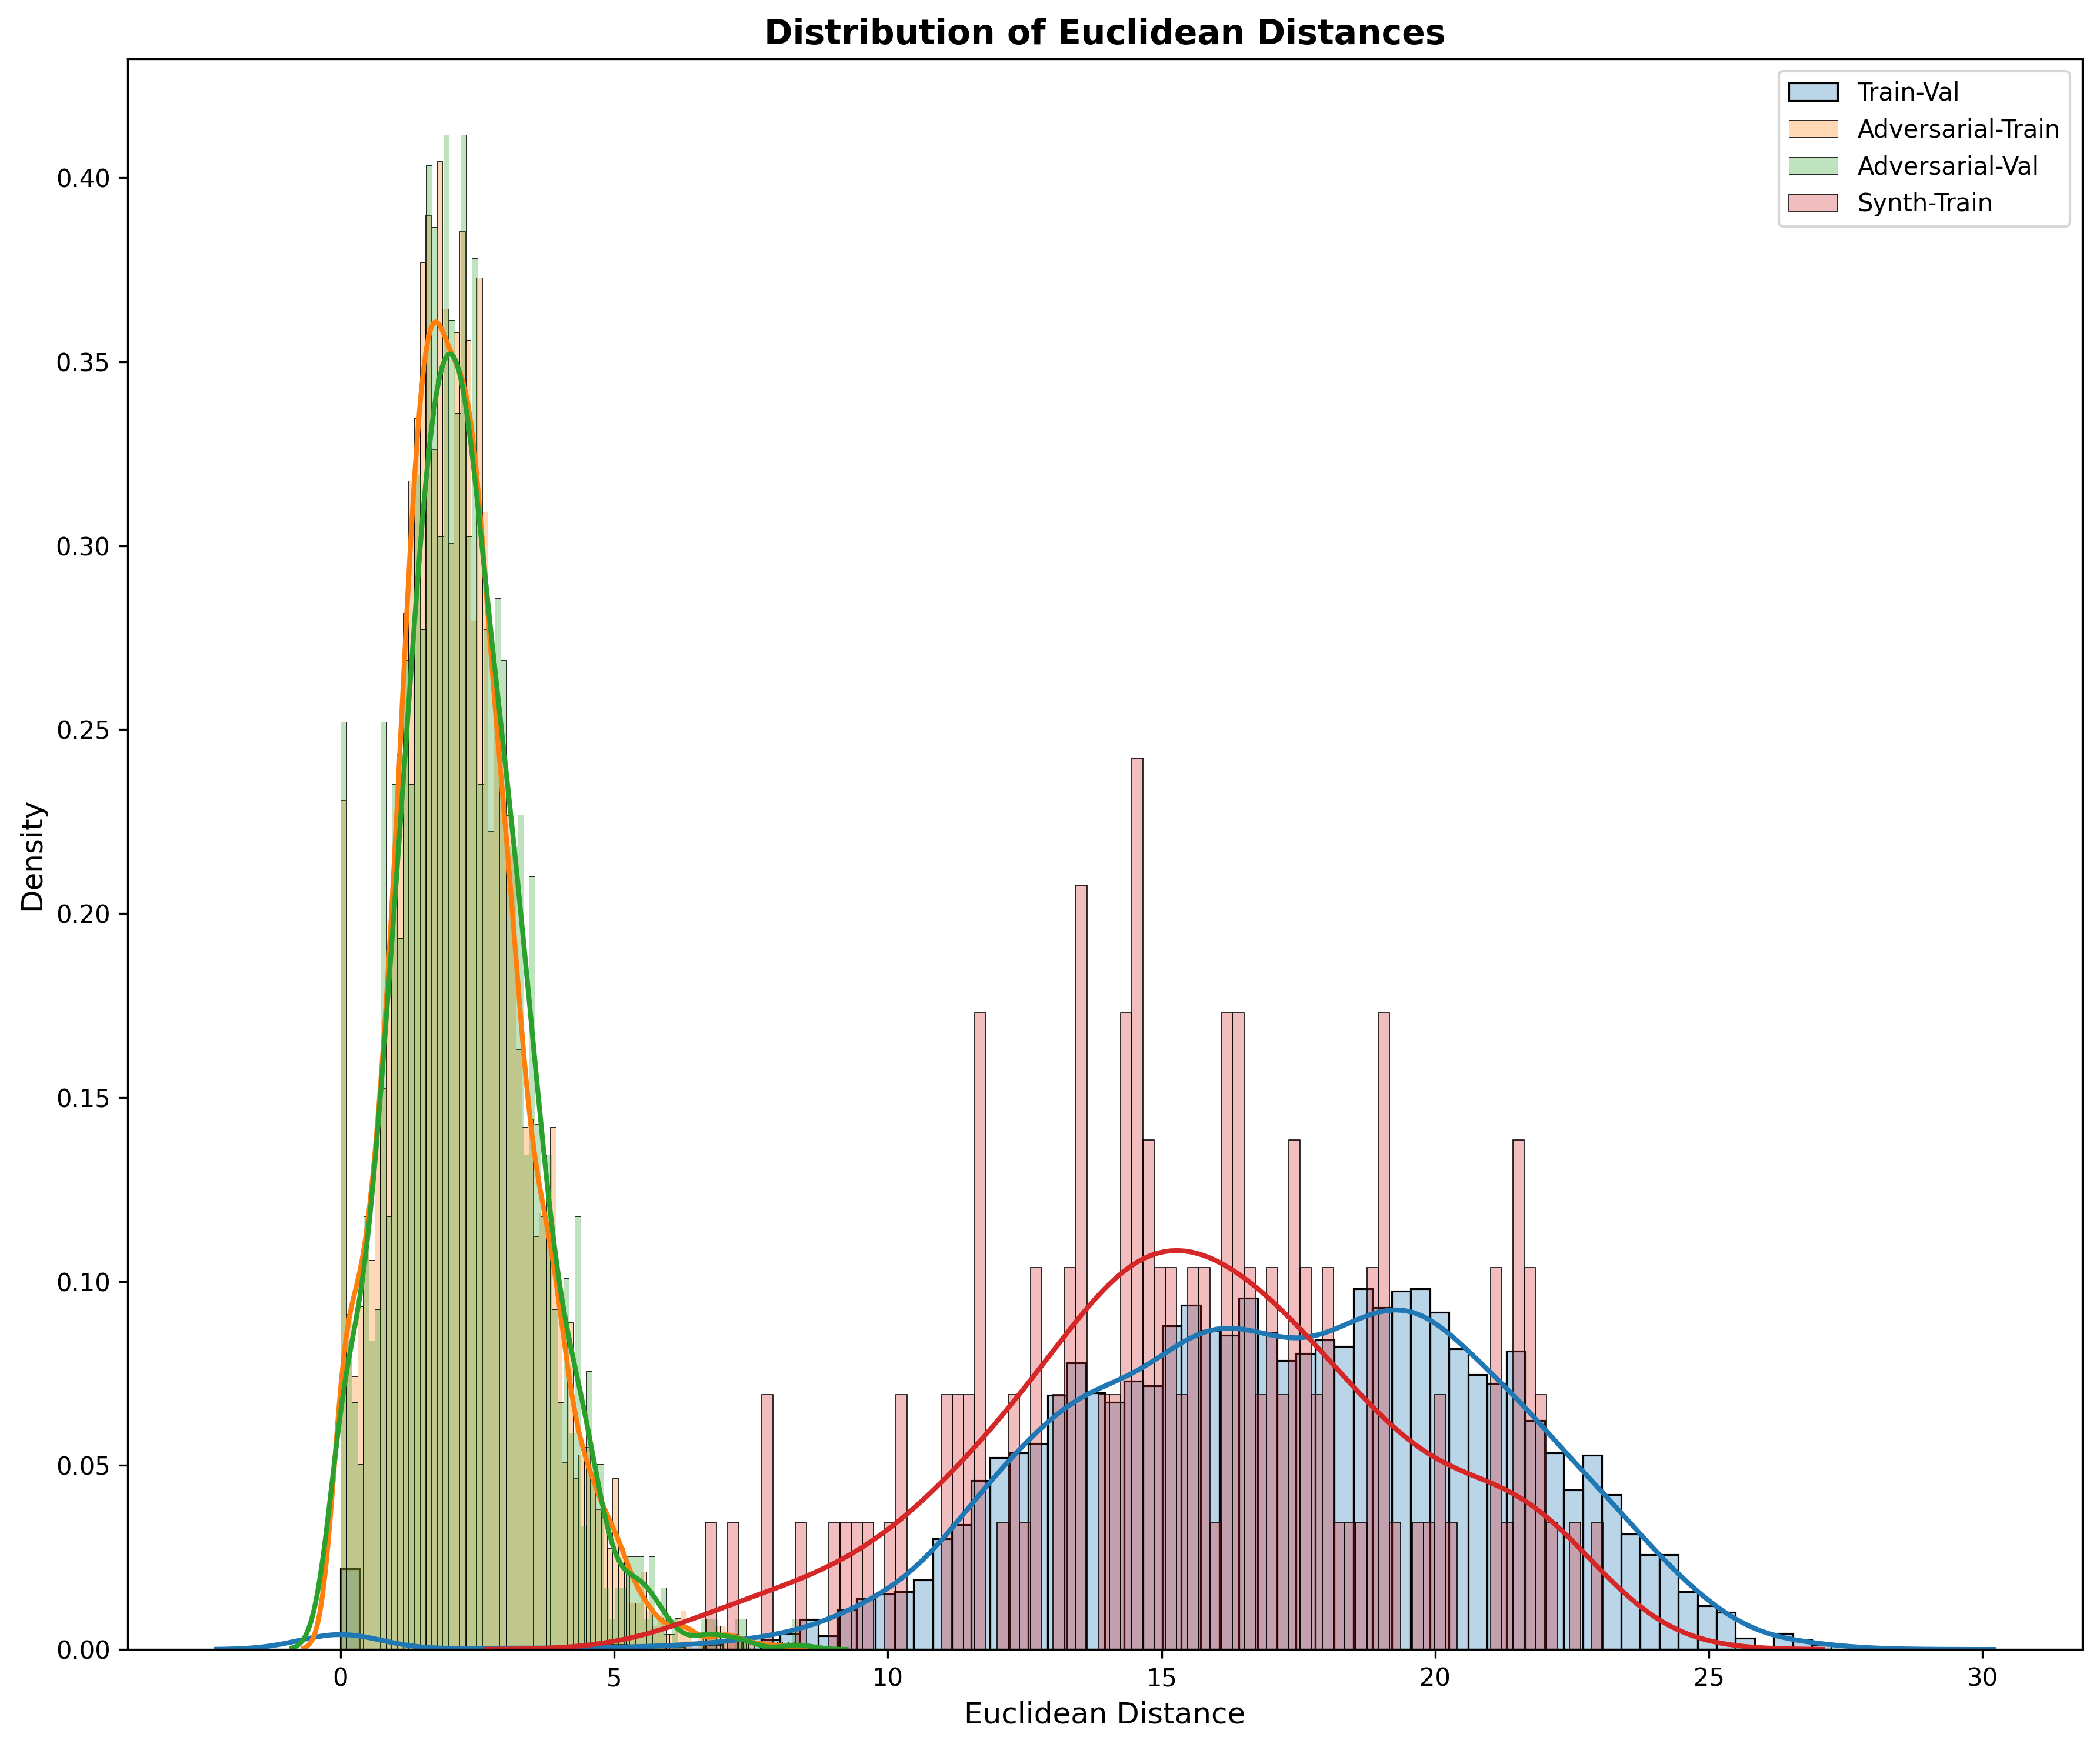 Distribution of Euclidean Distances
Train-Val
Adversarial-Train
Adversarial-Val
Synth-Train
0.40
0.35
0.30
0.25
0.20
0.15
0.10
0.05
0.00
Density
0 5 10 15 20 25 30
Euclidean Distance